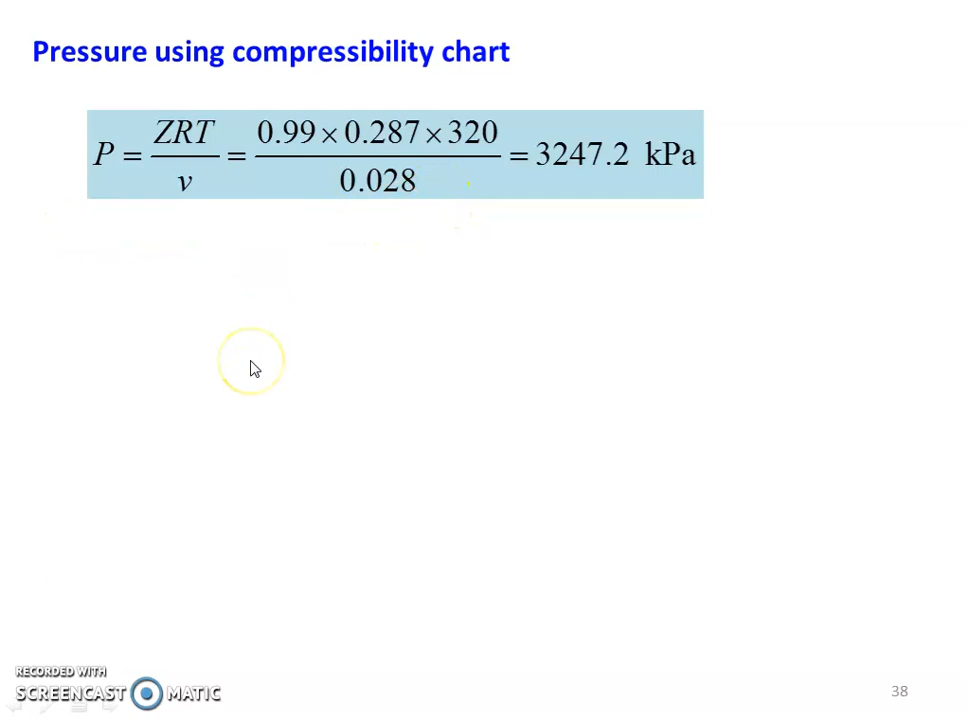 Pressure using compressibility chart
P = ZRT / v = 0.99 × 0.287 × 320 / 0.028 = 3247.2 kPa
RECORDED WITH
SCREENCAST MATIC
38